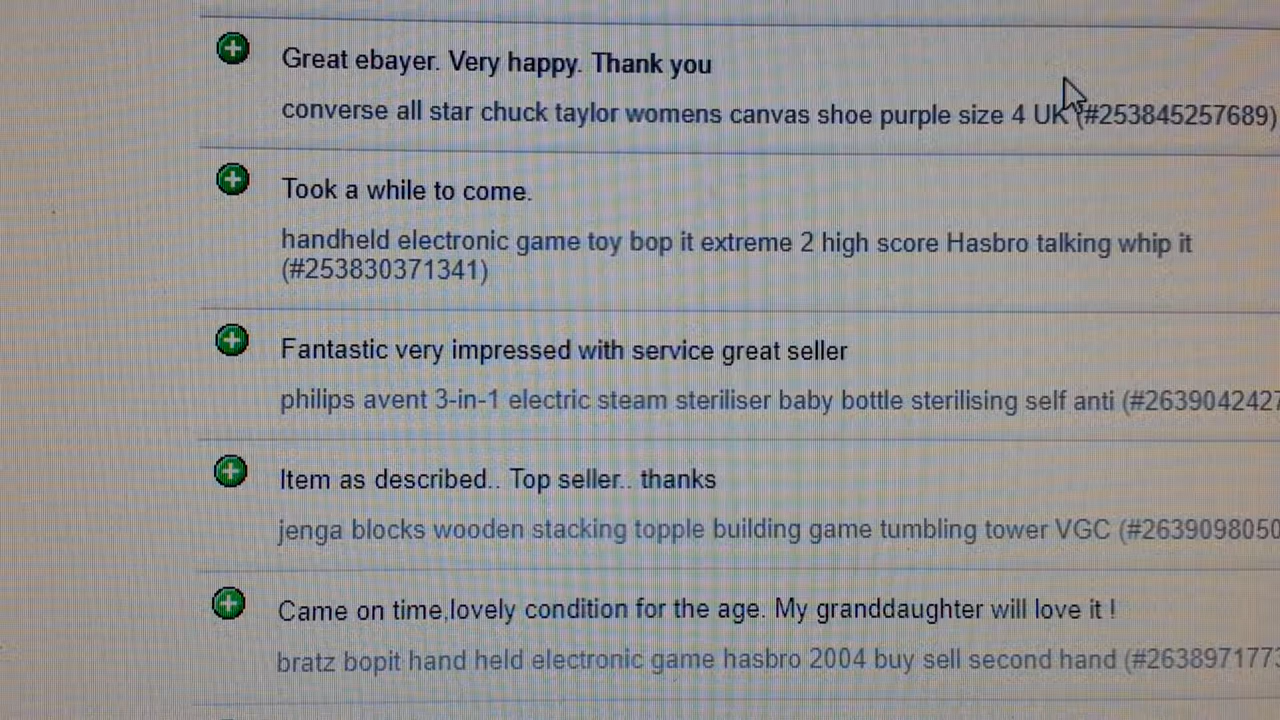 Great ebayer. Very happy. Thank you
converse all star chuck taylor womens canvas shoe purple size 4 UK (#253845257689)
Took a while to come.
handheld electronic game toy bop it extreme 2 high score Hasbro talking whip it
(#253830371341)
Fantastic very impressed with service great seller
philips avent 3-in-1 electric steam steriliser baby bottle sterilising self anti (#2639042427
Item as described.. Top seller.. thanks
jenga blocks wooden stacking topple building game tumbling tower VGC (#2639098050
Came on time,lovely condition for the age. My granddaughter will love it !
bratz bopit hand held electronic game hasbro 2004 buy sell second hand (#2638971773